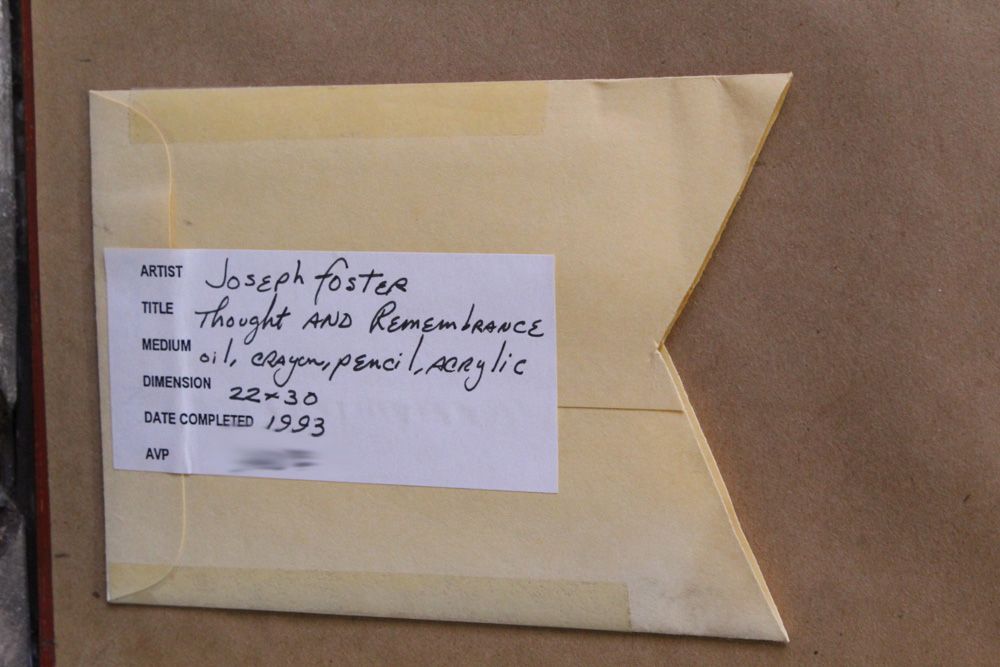 ARTIST Joseph Foster
TITLE Thought AND Remembrance
MEDIUM oil, crayon, pencil, acrylic
DIMENSION 22x30
DATE COMPLETED 1993
AVP